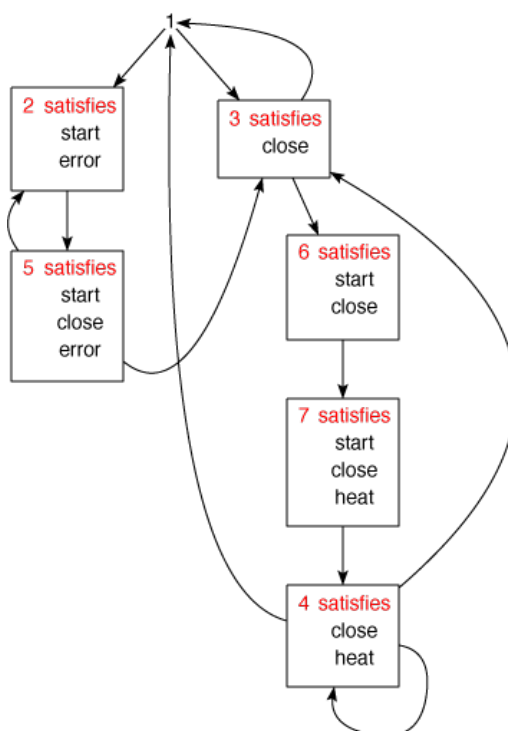 1
2 satisfies
start
error
3 satisfies
close
5 satisfies
start
close
error
6 satisfies
start
close
7 satisfies
start
close
heat
4 satisfies
close
heat